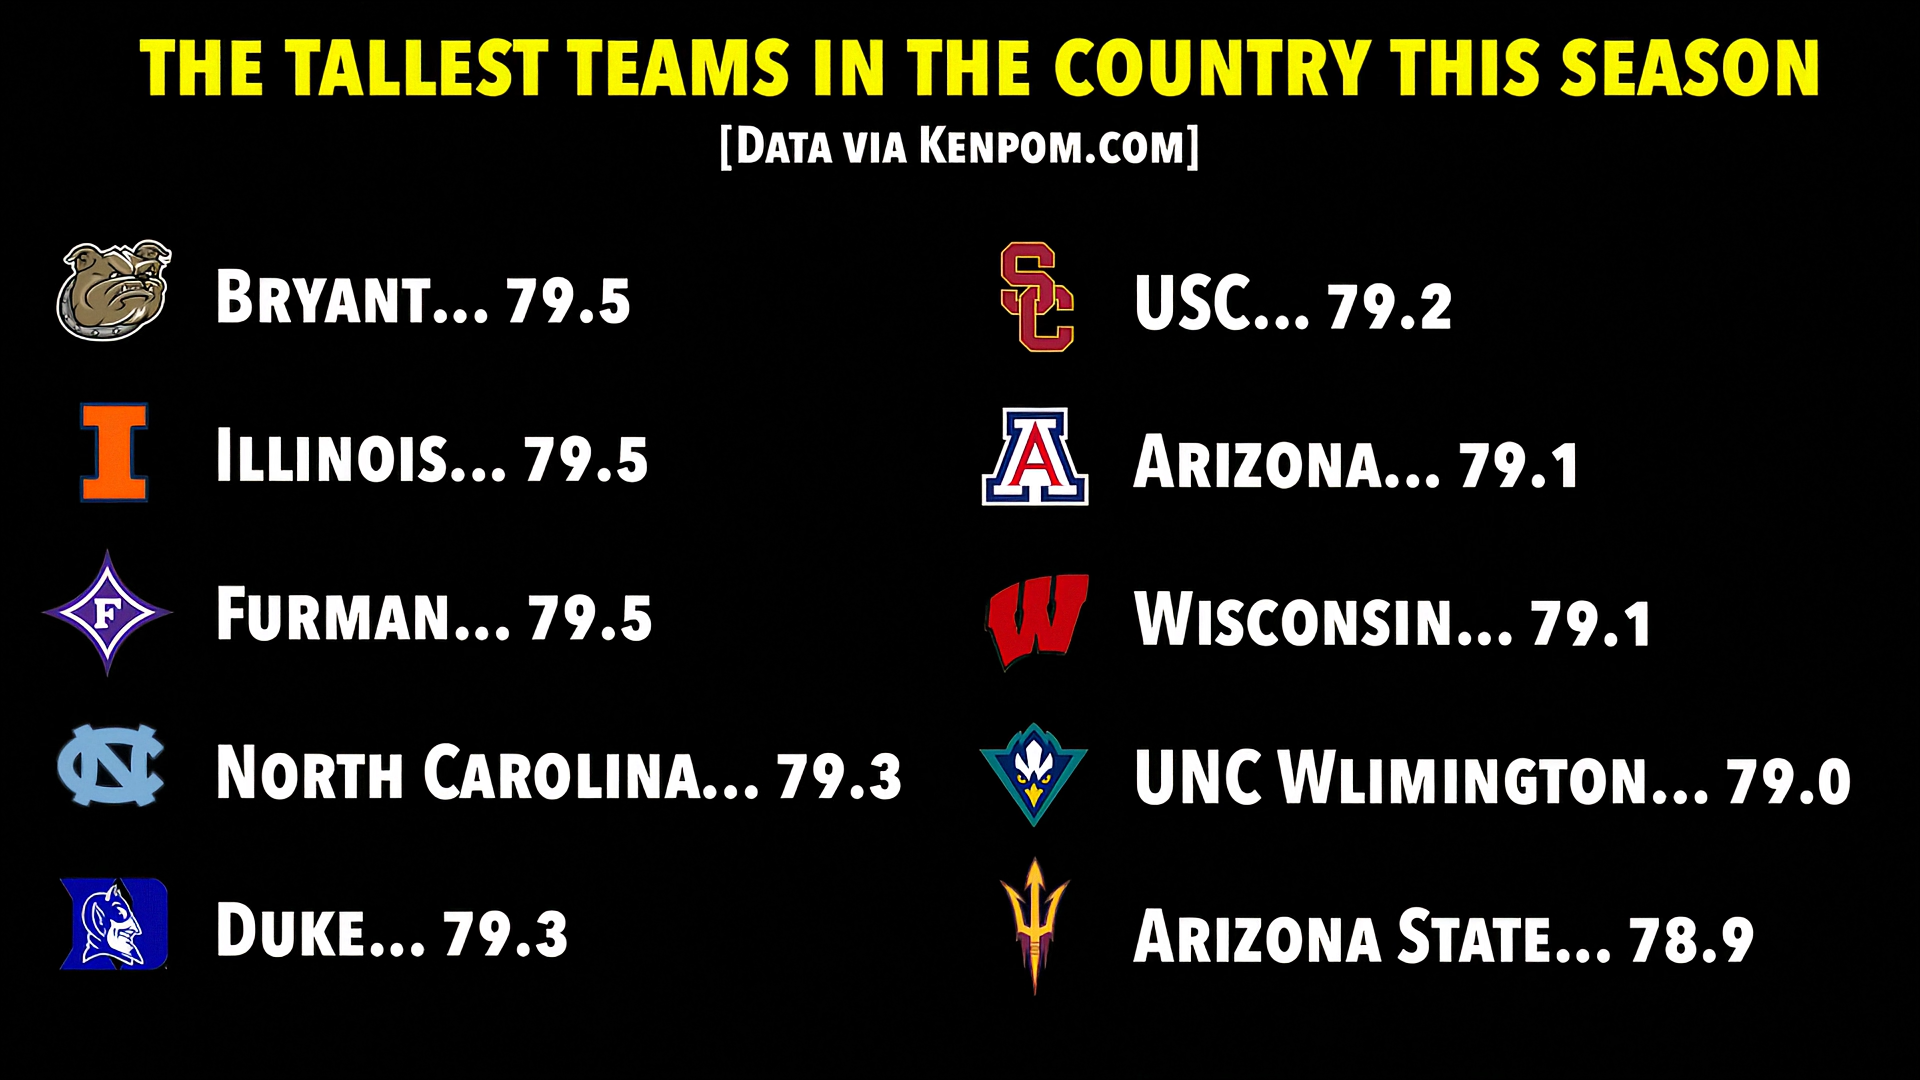 THE TALLEST TEAMS IN THE COUNTRY THIS SEASON
[DATA VIA KENPOM.COM]
BRYANT... 79.5
ILLINOIS... 79.5
F
FURMAN... 79.5
NC
NORTH CAROLINA... 79.3
D
DUKE... 79.3
SC
USC... 79.2
A
ARIZONA... 79.1
W
WISCONSIN... 79.1
UNC WLIMINGTON... 79.0
ARIZONA STATE... 78.9